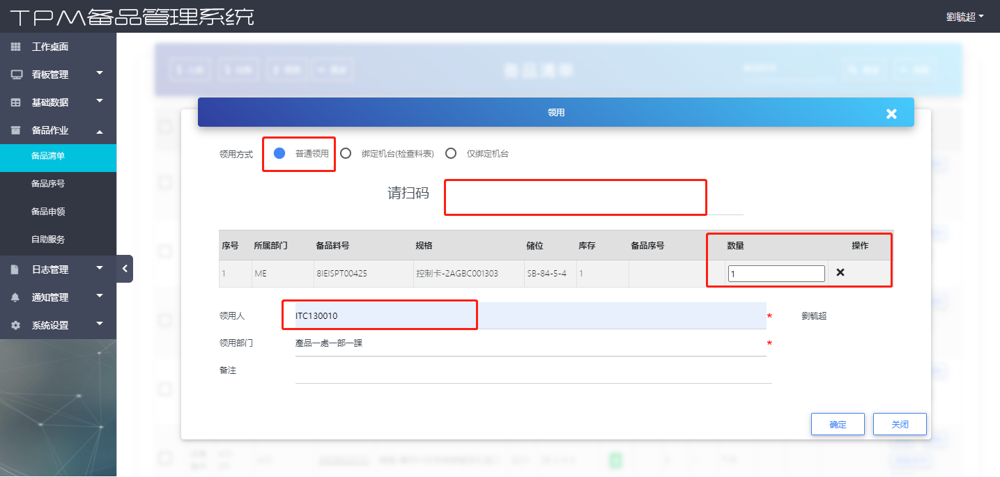 TPM备品管理系统
劉毓超
工作桌面
看板管理
基础数据
备品作业
备品清单
备品序号
备品申领
自助服务
日志管理
通知管理
系统设置
备品清单
领用
领用方式 普通领用 绑定机台(检查料表) 仅绑定机台
请扫码
序号 所属部门 备品料号 规格 储位 库存 备品序号 数量 操作
1 ME 8IEISPT00425 控制卡-2AGBC001303 SB-84-5-4 1 1
领用人 ITC130010 * 劉毓超
领用部门 產品一處一部一課 *
备注
确定 关闭